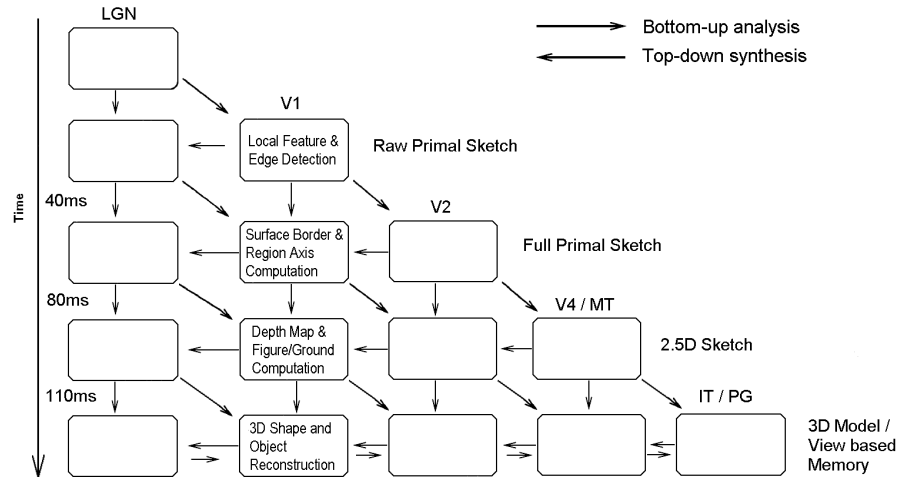 LGN
Bottom-up analysis
Top-down synthesis
V1
Local Feature &
Edge Detection
Raw Primal Sketch
Time
40ms
V2
Surface Border &
Region Axis
Computation
Full Primal Sketch
80ms
V4 / MT
Depth Map &
Figure/Ground
Computation
2.5D Sketch
110ms
IT / PG
3D Shape and
Object
Reconstruction
3D Model /
View based
Memory